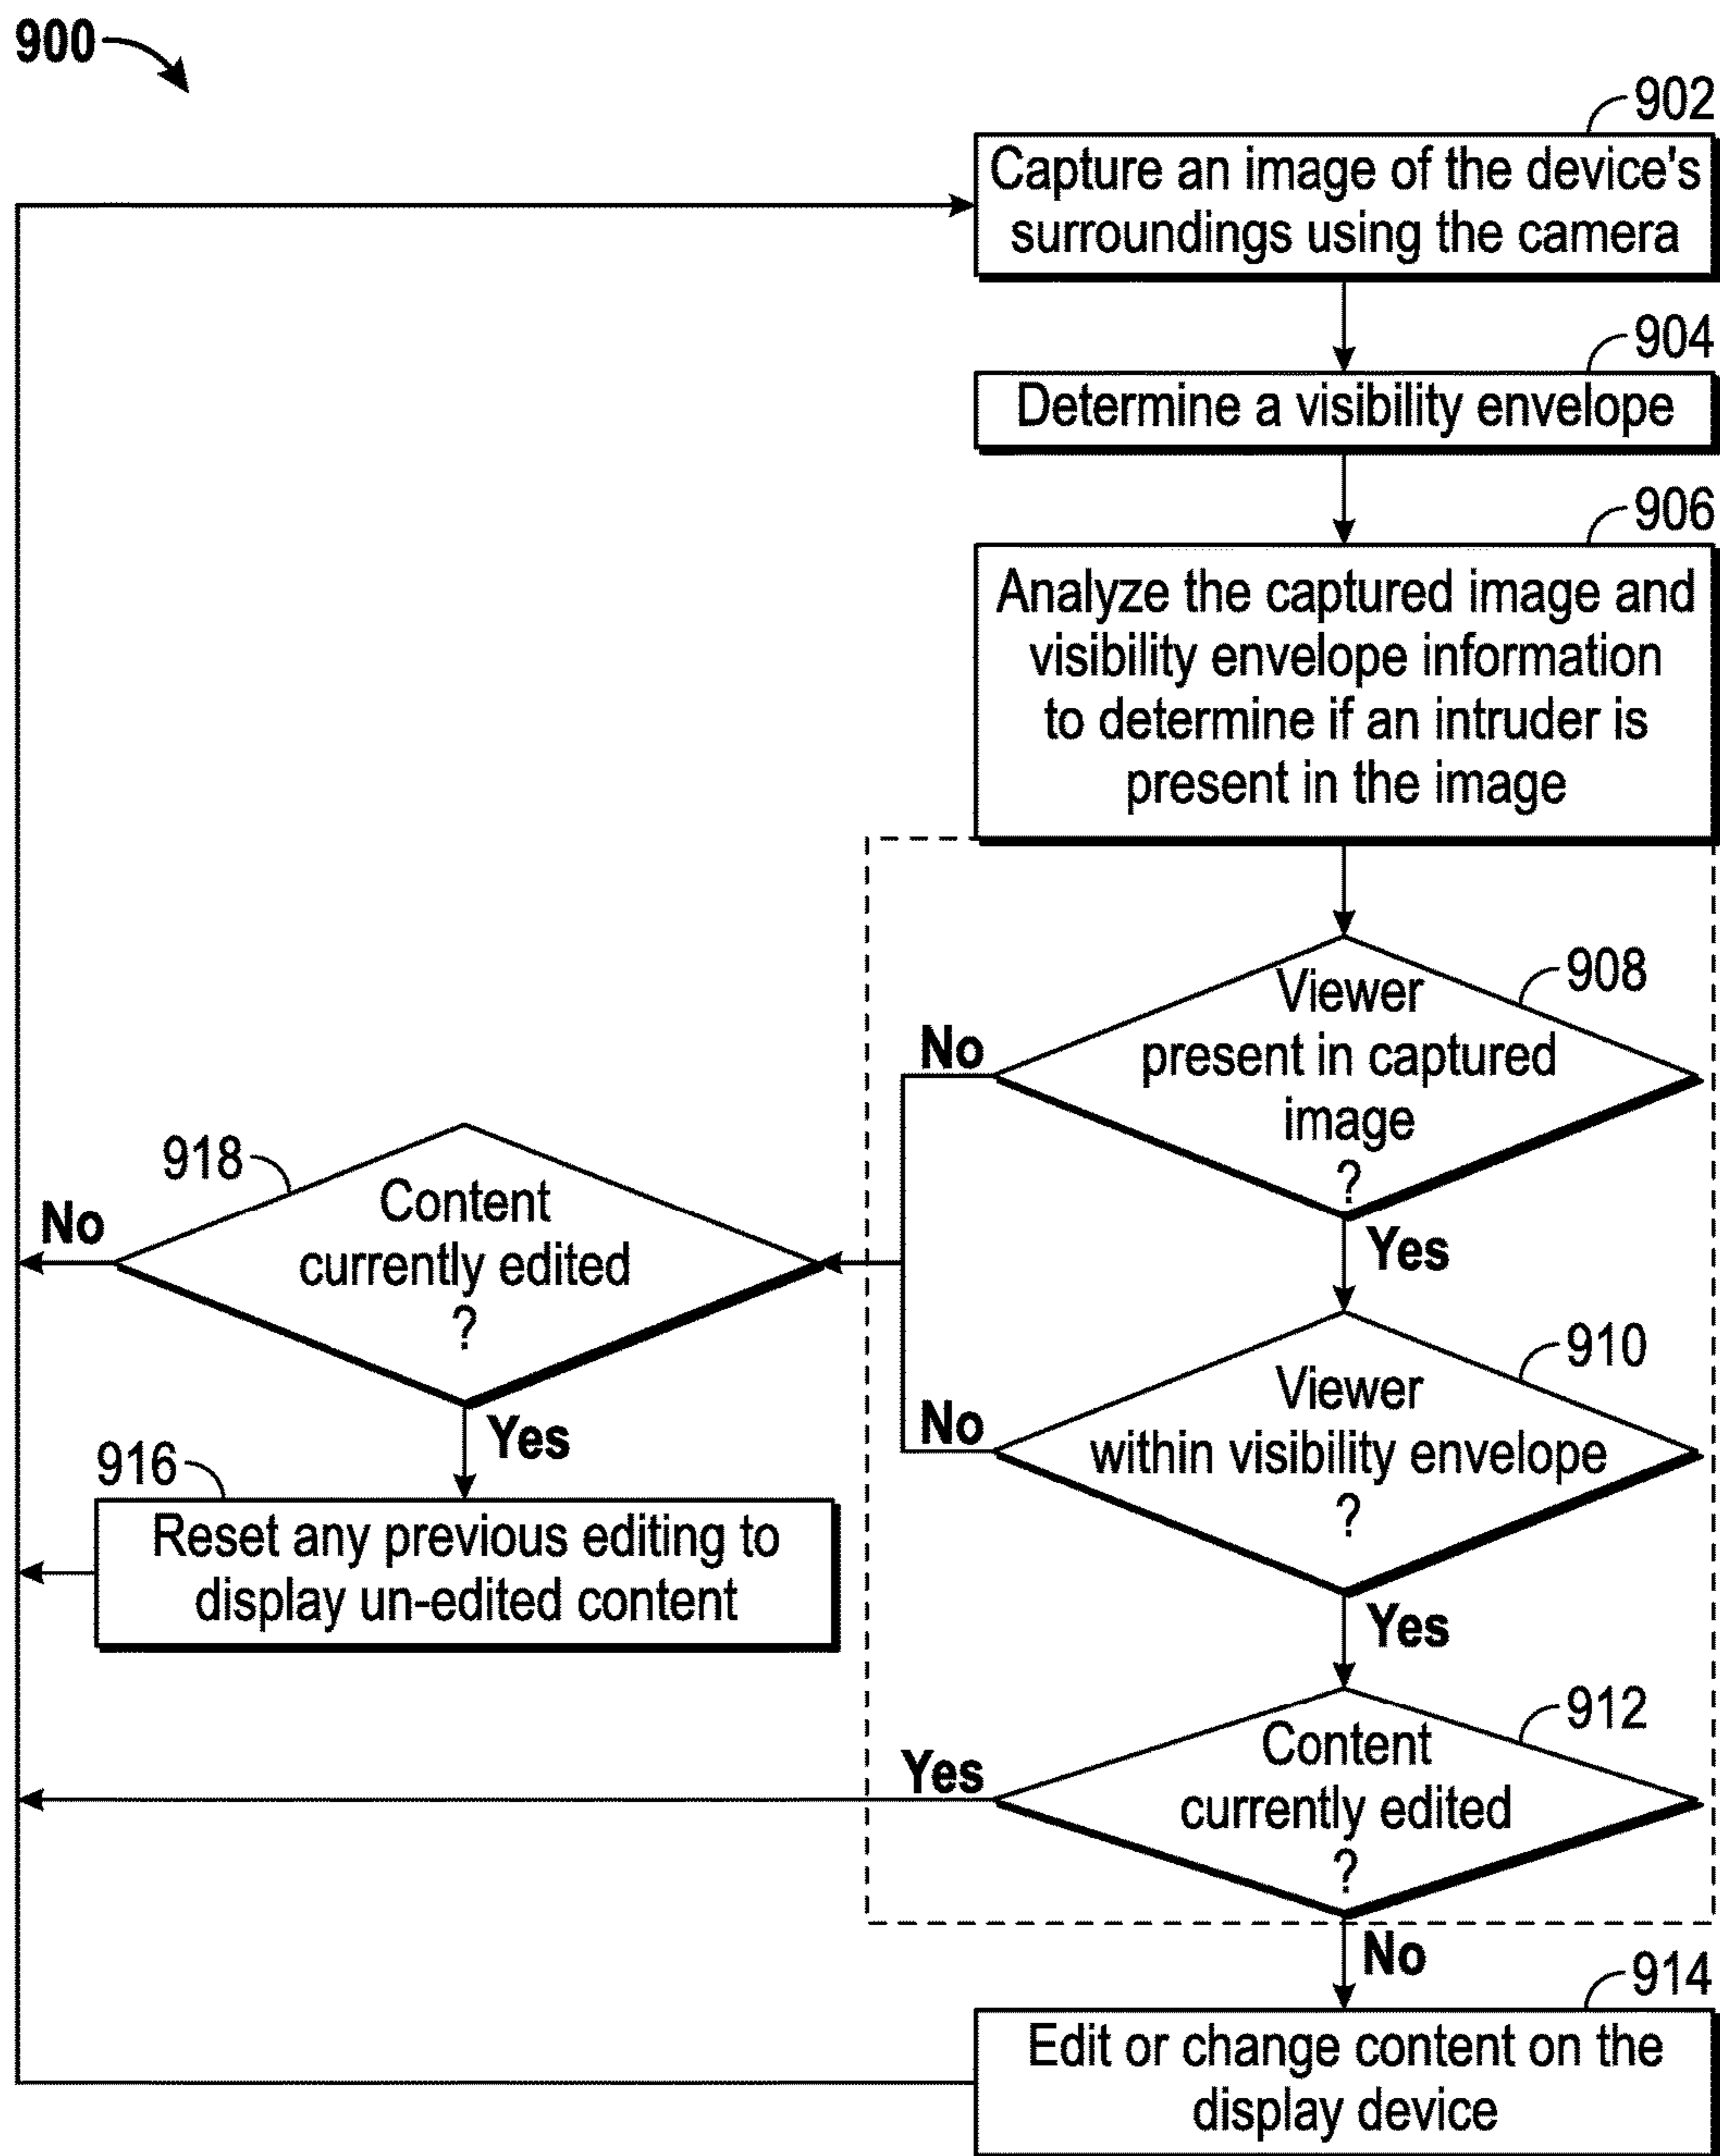 900
902
Capture an image of the device's
surroundings using the camera
904
Determine a visibility envelope
906
Analyze the captured image and
visibility envelope information
to determine if an intruder is
present in the image
908
Viewer
present in captured
image
?
No
Yes
918
Content
currently edited
?
No
Yes
910
Viewer
within visibility envelope
?
No
Yes
916
Reset any previous editing to
display un-edited content
912
Content
currently edited
?
Yes
No
914
Edit or change content on the
display device